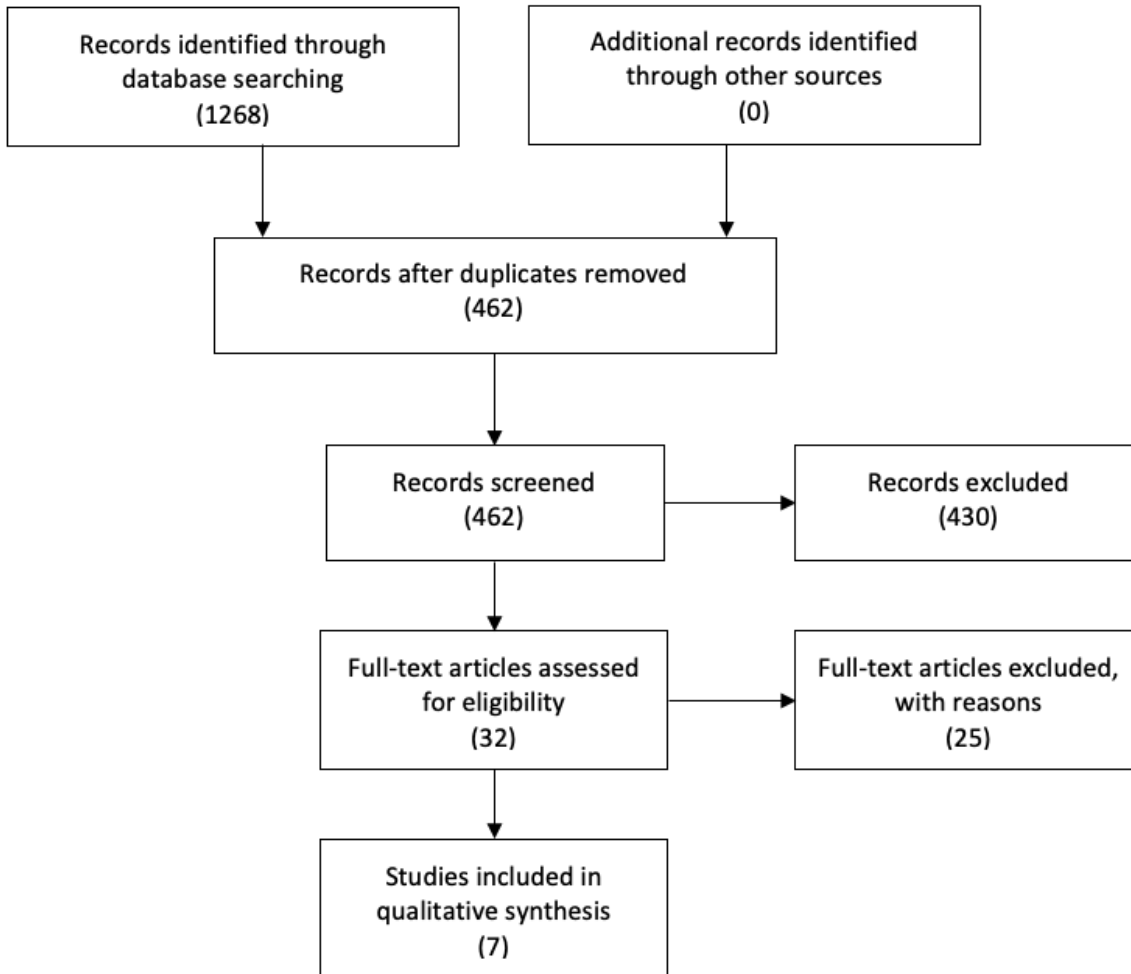 Records identified through
database searching
(1268)
Additional records identified
through other sources
(0)
Records after duplicates removed
(462)
Records screened
(462)
Records excluded
(430)
Full-text articles assessed
for eligibility
(32)
Full-text articles excluded,
with reasons
(25)
Studies included in
qualitative synthesis
(7)